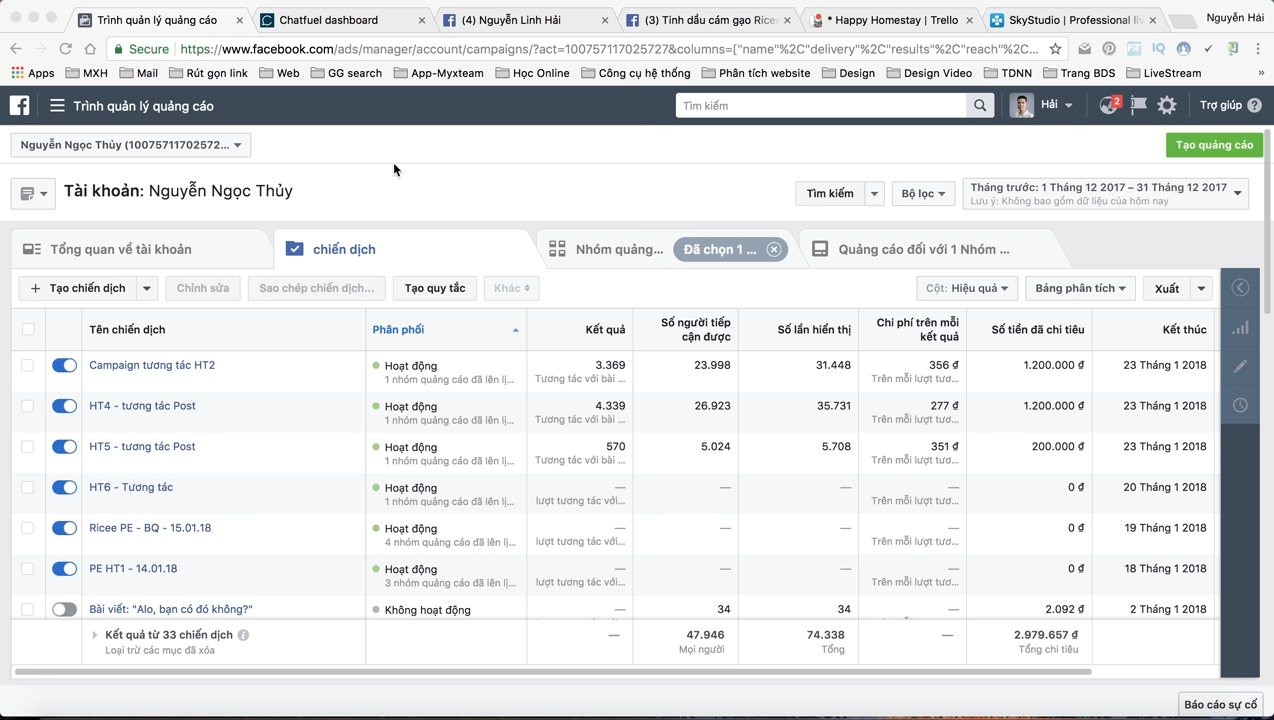 Trình quản lý quảng cáo
Chatfuel dashboard
(4) Nguyễn Linh Hải
(3) Tinh dầu cám gạo Ricee
* Happy Homestay | Trello
SkyStudio | Professional liv
Nguyễn Hải
Secure
https://www.facebook.com/ads/manager/account/campaigns/?act=100757117025727&columns=["name"%2C"delivery"%2C"results"%2C"reach"%2C...
Apps
MXH
Mail
Rút gọn link
Web
GG search
App-Myxteam
Học Online
Công cụ hệ thống
Phân tích website
Design
Design Video
TDNN
Trang BDS
LiveStream
»
Trình quản lý quảng cáo
Tìm kiếm
Hải
2
Trợ giúp
Nguyễn Ngọc Thủy (10075711702572...
Tạo quảng cáo
Tài khoản: Nguyễn Ngọc Thủy
Tìm kiếm
Bộ lọc
Tháng trước: 1 Tháng 12 2017 – 31 Tháng 12 2017
Lưu ý: Không bao gồm dữ liệu của hôm nay
Tổng quan về tài khoản
chiến dịch
Nhóm quảng...
Đã chọn 1 ...
Quảng cáo đối với 1 Nhóm ...
+ Tạo chiến dịch
Chỉnh sửa
Sao chép chiến dịch...
Tạo quy tắc
Khác
Cột: Hiệu quả
Bảng phân tích
Xuất
Tên chiến dịch
Phân phối
Kết quả
Số người tiếp cận được
Số lần hiển thị
Chi phí trên mỗi kết quả
Số tiền đã chi tiêu
Kết thúc
Campaign tương tác HT2
Hoạt động
3.369
23.998
31.448
356 ₫
1.200.000 ₫
23 Tháng 1 2018
1 nhóm quảng cáo đã lên lị...
Tương tác với bài ...
Trên mỗi lượt tươ...
HT4 - tương tác Post
Hoạt động
4.339
26.923
35.731
277 ₫
1.200.000 ₫
23 Tháng 1 2018
1 nhóm quảng cáo đã lên lị...
Tương tác với bài ...
Trên mỗi lượt tươ...
HT5 - tương tác Post
Hoạt động
570
5.024
5.708
351 ₫
200.000 ₫
23 Tháng 1 2018
1 nhóm quảng cáo đã lên lị...
Tương tác với bài ...
Trên mỗi lượt tươ...
HT6 - Tương tác
Hoạt động
—
—
—
—
0 ₫
20 Tháng 1 2018
1 nhóm quảng cáo đã lên lị...
lượt tương tác với...
Trên mỗi lượt tươ...
Ricee PE - BQ - 15.01.18
Hoạt động
—
—
—
—
0 ₫
19 Tháng 1 2018
4 nhóm quảng cáo đã lên lị...
lượt tương tác với...
Trên mỗi lượt tươ...
PE HT1 - 14.01.18
Hoạt động
—
—
—
—
0 ₫
18 Tháng 1 2018
3 nhóm quảng cáo đã lên lị...
lượt tương tác với...
Trên mỗi lượt tươ...
Bài viết: "Alo, bạn có đó không?"
Không hoạt động
—
34
34
—
2.092 ₫
2 Tháng 1 2018
Kết quả từ 33 chiến dịch
—
47.946
74.338
—
2.979.657 ₫
Loại trừ các mục đã xóa
Mọi người
Tổng
Tổng chi tiêu
Báo cáo sự cố